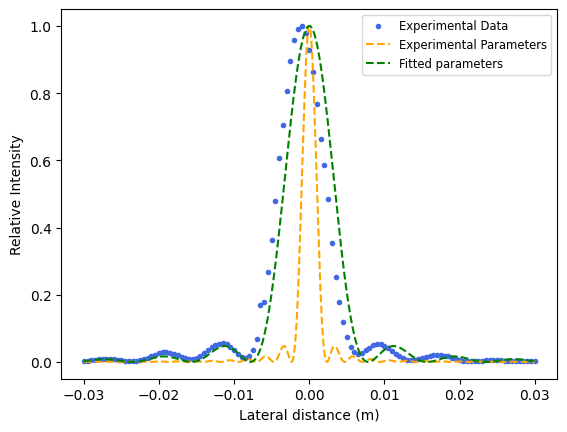 Experimental Data
Experimental Parameters
Fitted parameters
1.0
0.8
0.6
0.4
0.2
0.0
Relative Intensity
−0.03 −0.02 −0.01 0.00 0.01 0.02 0.03
Lateral distance (m)